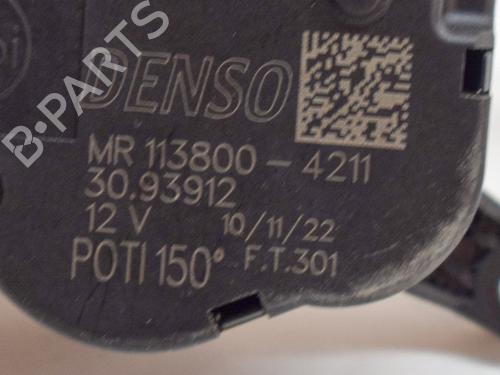 B-PARTS
DENSO
MR 113800-4211
30.93912
12 V 10/11/22
POTI 150° F.T.301